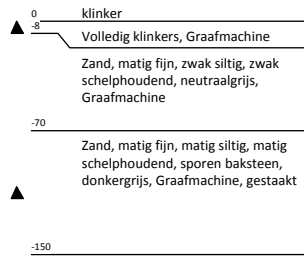 0 klinker
-8
Volledig klinkers, Graafmachine
Zand, matig fijn, zwak siltig, zwak
schelphoudend, neutraalgrijs,
Graafmachine
-70
Zand, matig fijn, matig siltig, matig
schelphoudend, sporen baksteen,
donkergrijs, Graafmachine, gestaakt
-150